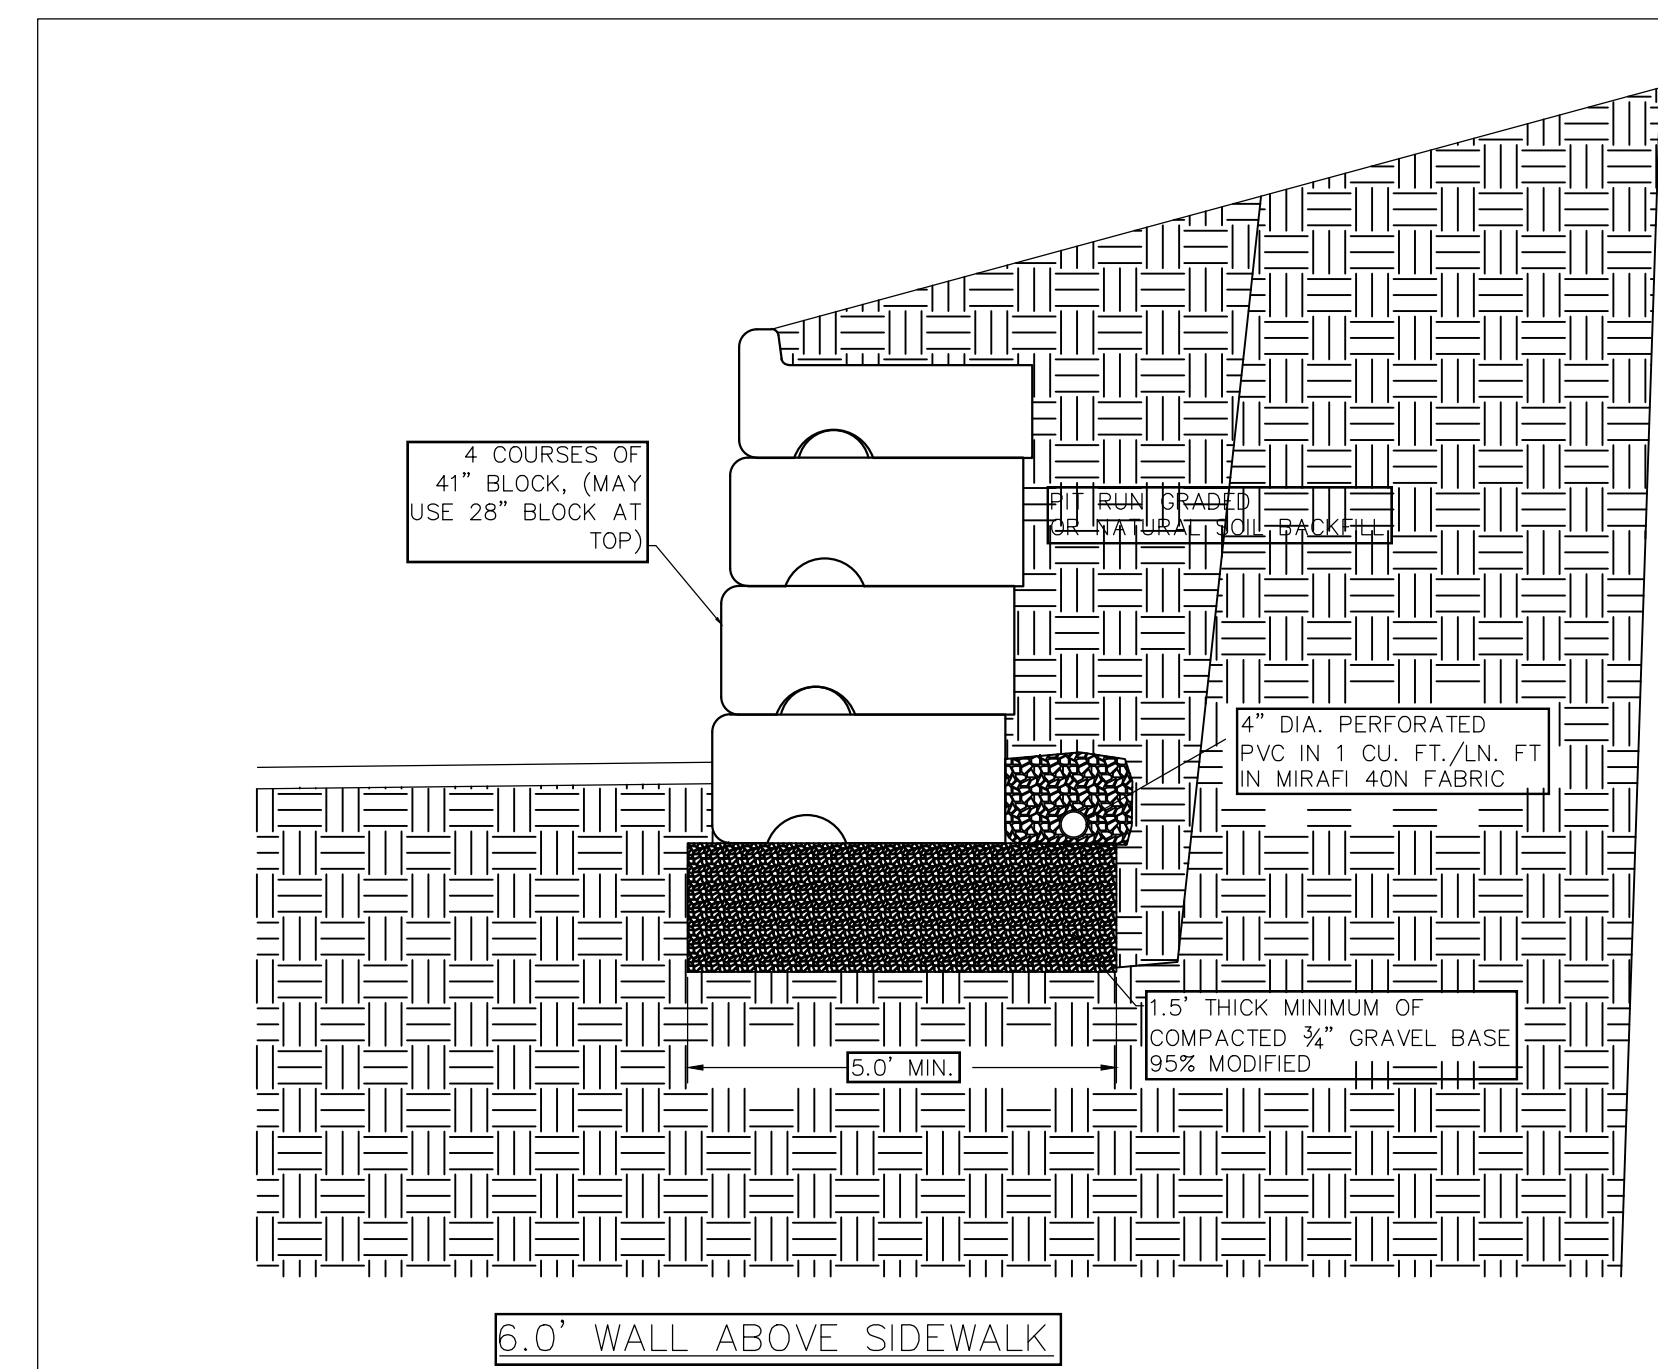 4 COURSES OF
41" BLOCK, (MAY
USE 28" BLOCK AT
TOP)
PIT RUN GRADED
OR NATURAL SOIL BACKFILL
4" DIA. PERFORATED
PVC IN 1 CU. FT./LN. FT
IN MIRAFI 40N FABRIC
1.5' THICK MINIMUM OF
COMPACTED ¾" GRAVEL BASE
95% MODIFIED
5.0' MIN.
6.0' WALL ABOVE SIDEWALK